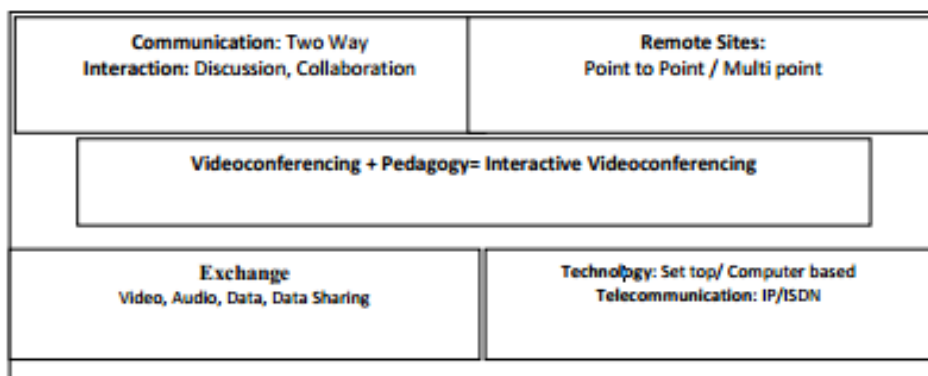 Communication: Two Way
Interaction: Discussion, Collaboration
Remote Sites:
Point to Point / Multi point
Videoconferencing + Pedagogy= Interactive Videoconferencing
Exchange
Video, Audio, Data, Data Sharing
Technology: Set top/ Computer based
Telecommunication: IP/ISDN